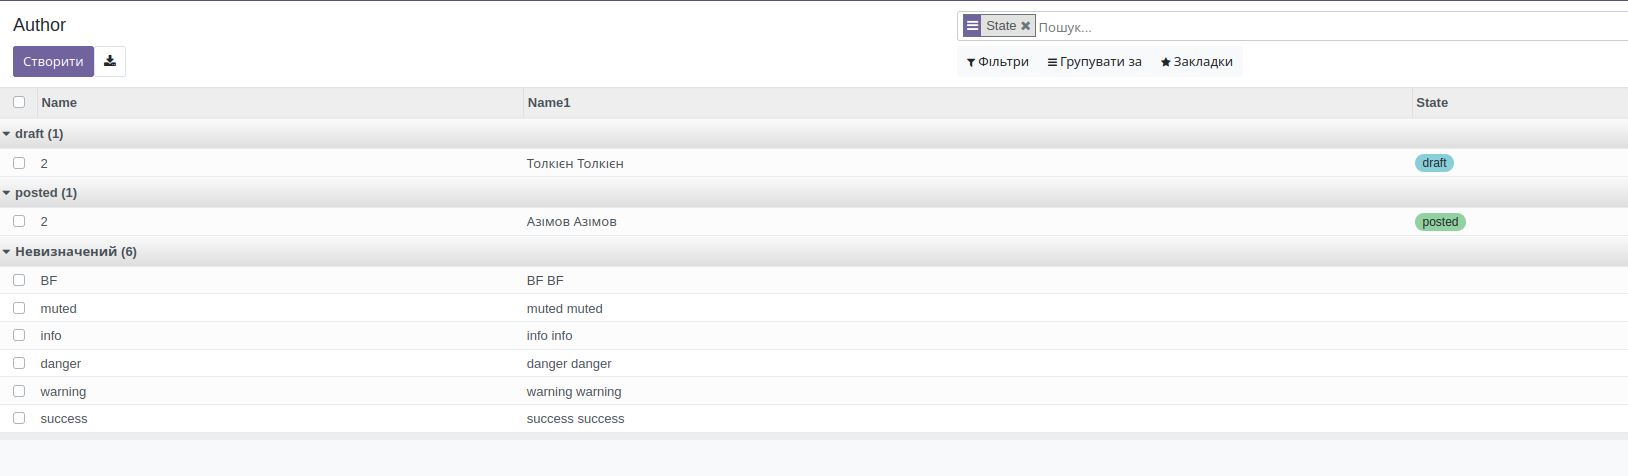 Author
State
Пошук...
Створити
Фільтри Групувати за Закладки
Name Name1 State
draft (1)
2 Толкієн Толкієн draft
posted (1)
2 Азімов Азімов posted
Невизначений (6)
BF BF BF
muted muted muted
info info info
danger danger danger
warning warning warning
success success success